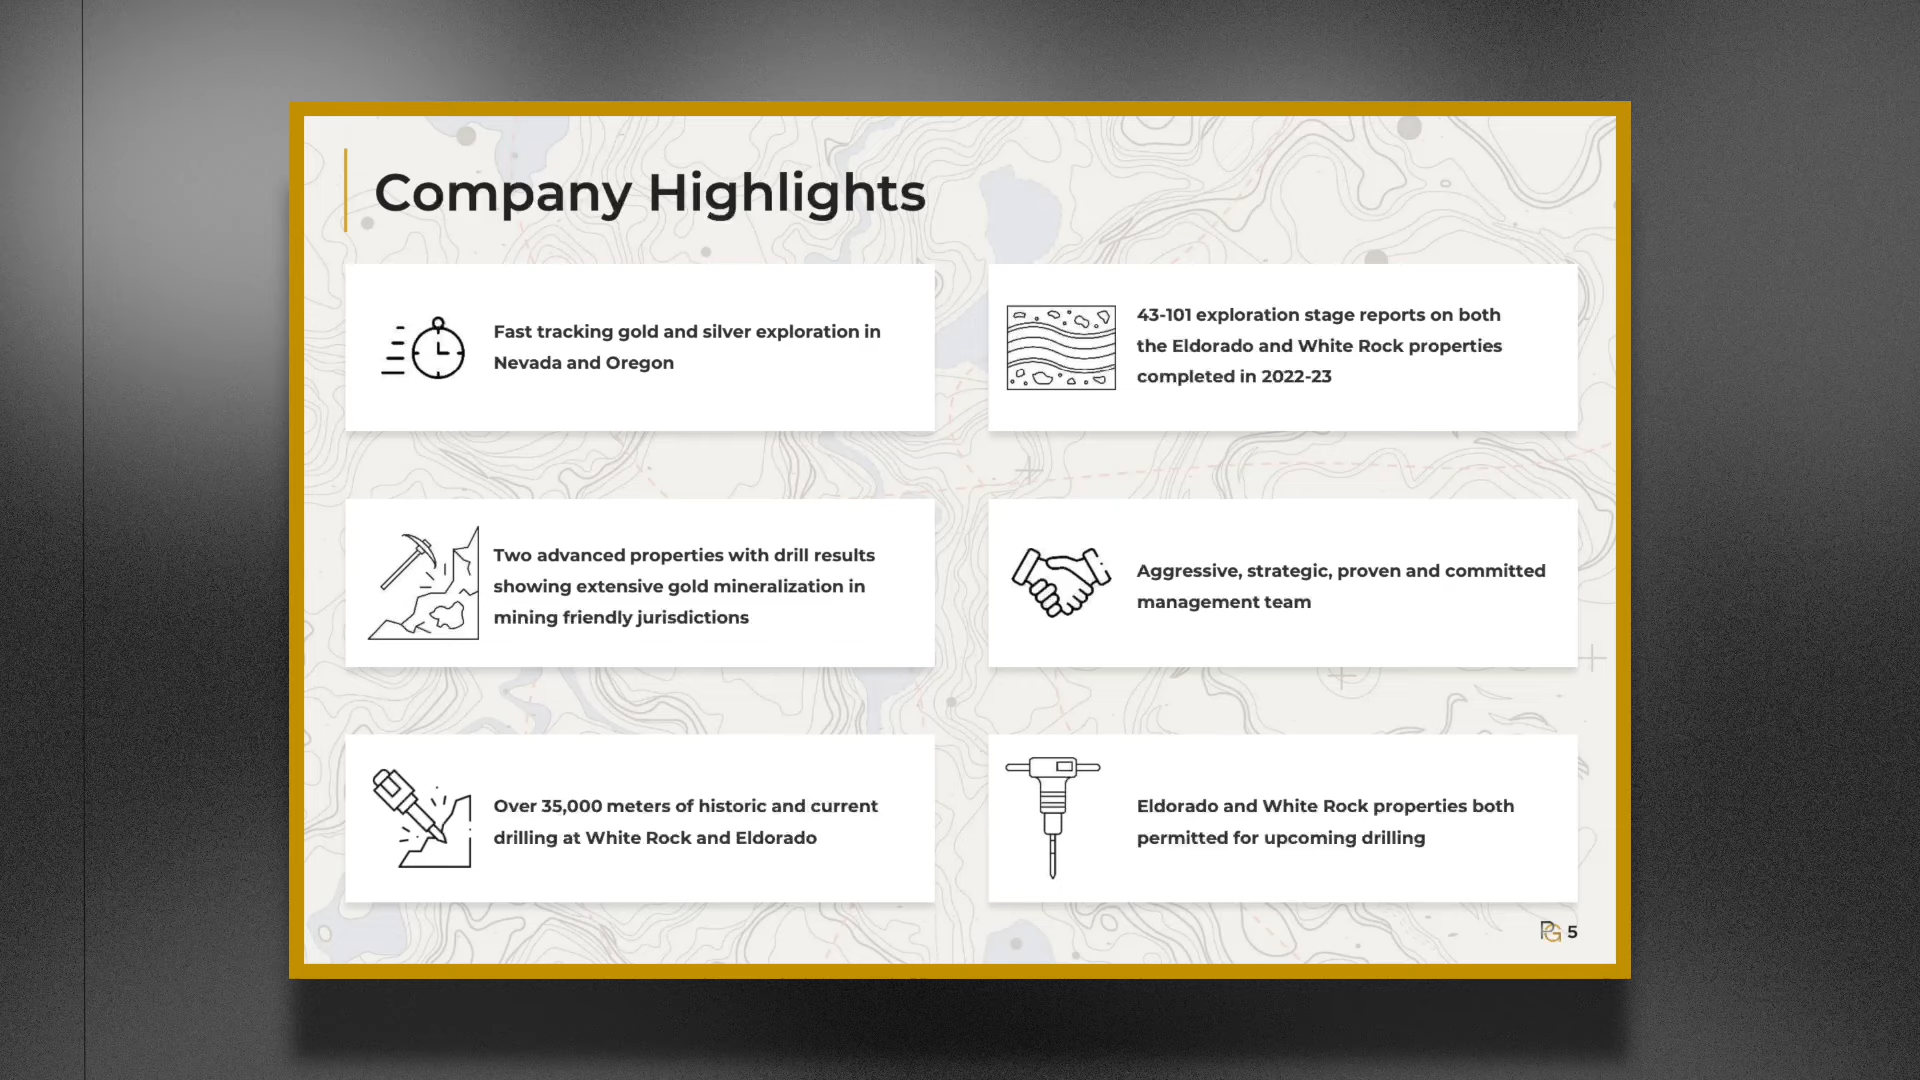 Company Highlights
Fast tracking gold and silver exploration in
Nevada and Oregon
43-101 exploration stage reports on both
the Eldorado and White Rock properties
completed in 2022-23
Two advanced properties with drill results
showing extensive gold mineralization in
mining friendly jurisdictions
Aggressive, strategic, proven and committed
management team
Over 35,000 meters of historic and current
drilling at White Rock and Eldorado
Eldorado and White Rock properties both
permitted for upcoming drilling
PG 5